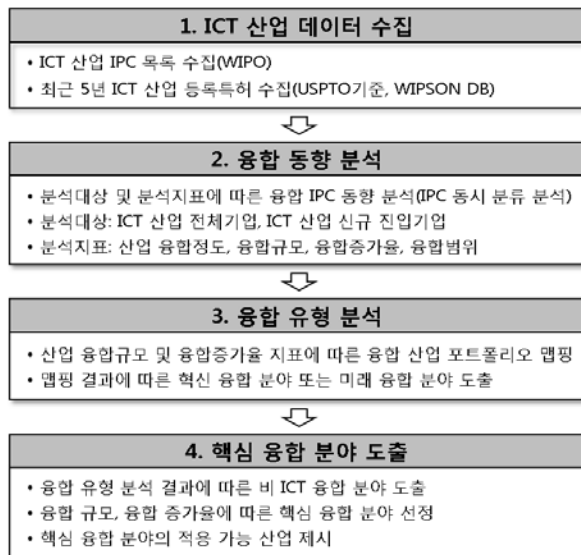 1. ICT 산업 데이터 수집
• ICT 산업 IPC 목록 수집(WIPO)
• 최근 5년 ICT 산업 등록특허 수집(USPTO기준, WIPSON DB)
2. 융합 동향 분석
• 분석대상 및 분석지표에 따른 융합 IPC 동향 분석(IPC 동시 분류 분석)
• 분석대상: ICT 산업 전체기업, ICT 산업 신규 진입기업
• 분석지표: 산업 융합정도, 융합규모, 융합증가율, 융합범위
3. 융합 유형 분석
• 산업 융합규모 및 융합증가율 지표에 따른 융합 산업 포트폴리오 맵핑
• 맵핑 결과에 따른 혁신 융합 분야 또는 미래 융합 분야 도출
4. 핵심 융합 분야 도출
• 융합 유형 분석 결과에 따른 비 ICT 융합 분야 도출
• 융합 규모, 융합 증가율에 따른 핵심 융합 분야 선정
• 핵심 융합 분야의 적용 가능 산업 제시